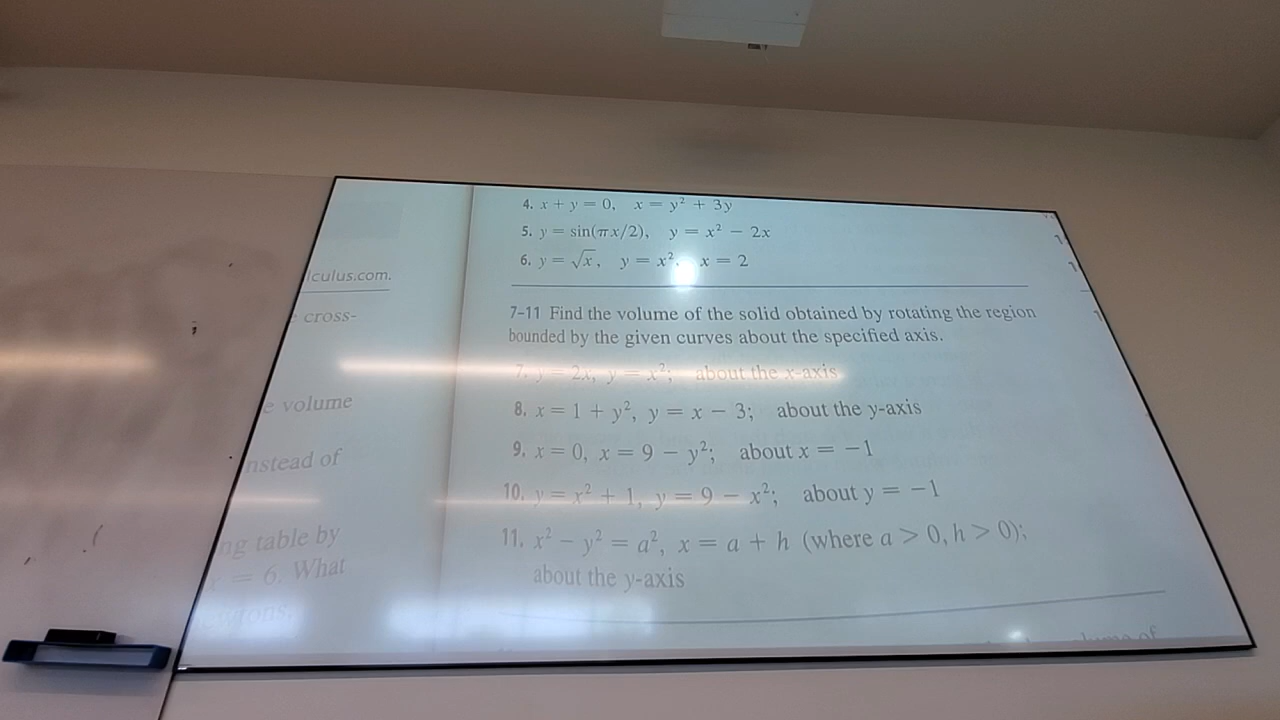 4. x + y = 0, x = y² + 3y
5. y = sin(πx/2), y = x² − 2x
6. y = √x, y = x², x = 2
7–11 Find the volume of the solid obtained by rotating the region
bounded by the given curves about the specified axis.
7. y = 2x, y = x²; about the x-axis
8. x = 1 + y², y = x − 3; about the y-axis
9. x = 0, x = 9 − y²; about x = −1
10. y = x² + 1, y = 9 − x²; about y = −1
11. x² − y² = a², x = a + h (where a > 0, h > 0);
about the y-axis
lculus.com.
cross-
volume
nstead of
ng table by
= 6. What